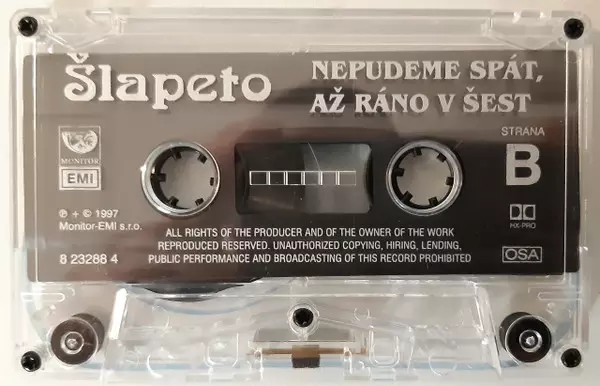 Šlapeto
NEPUDEME SPÁT,
AŽ RÁNO V ŠEST
STRANA
B
MONITOR
EMI
℗ + © 1997
Monitor-EMI s.r.o.
8 23288 4
ALL RIGHTS OF THE PRODUCER AND OF THE OWNER OF THE WORK
REPRODUCED RESERVED. UNAUTHORIZED COPYING, HIRING, LENDING,
PUBLIC PERFORMANCE AND BROADCASTING OF THIS RECORD PROHIBITED
HX-PRO
OSA